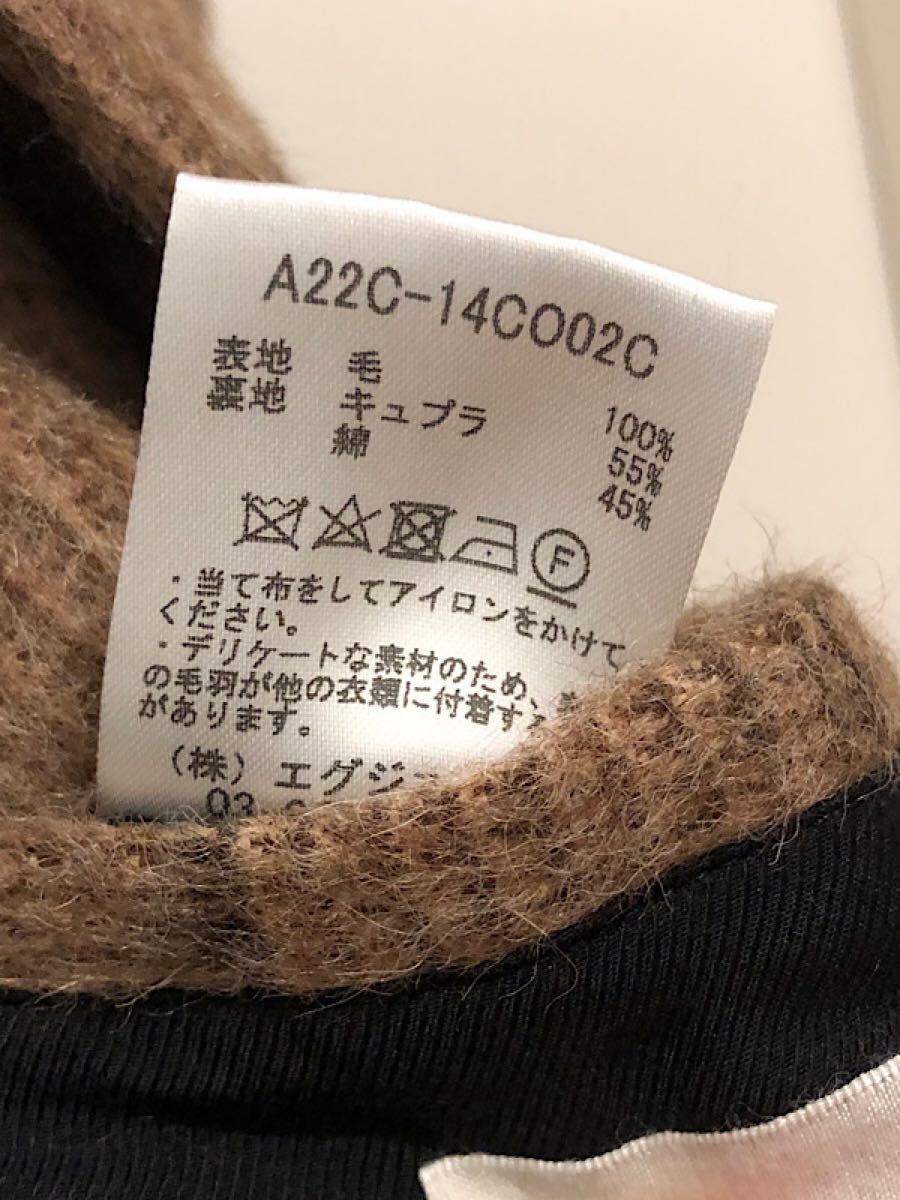 A22C-14CO02C
表地 毛 100%
裏地 キュプラ 55%
綿 45%
F
・当て布をしてアイロンをかけて
ください。
・デリケートな素材のため、
の毛羽が他の衣類に付着す
があります。
(株) エグジ
03